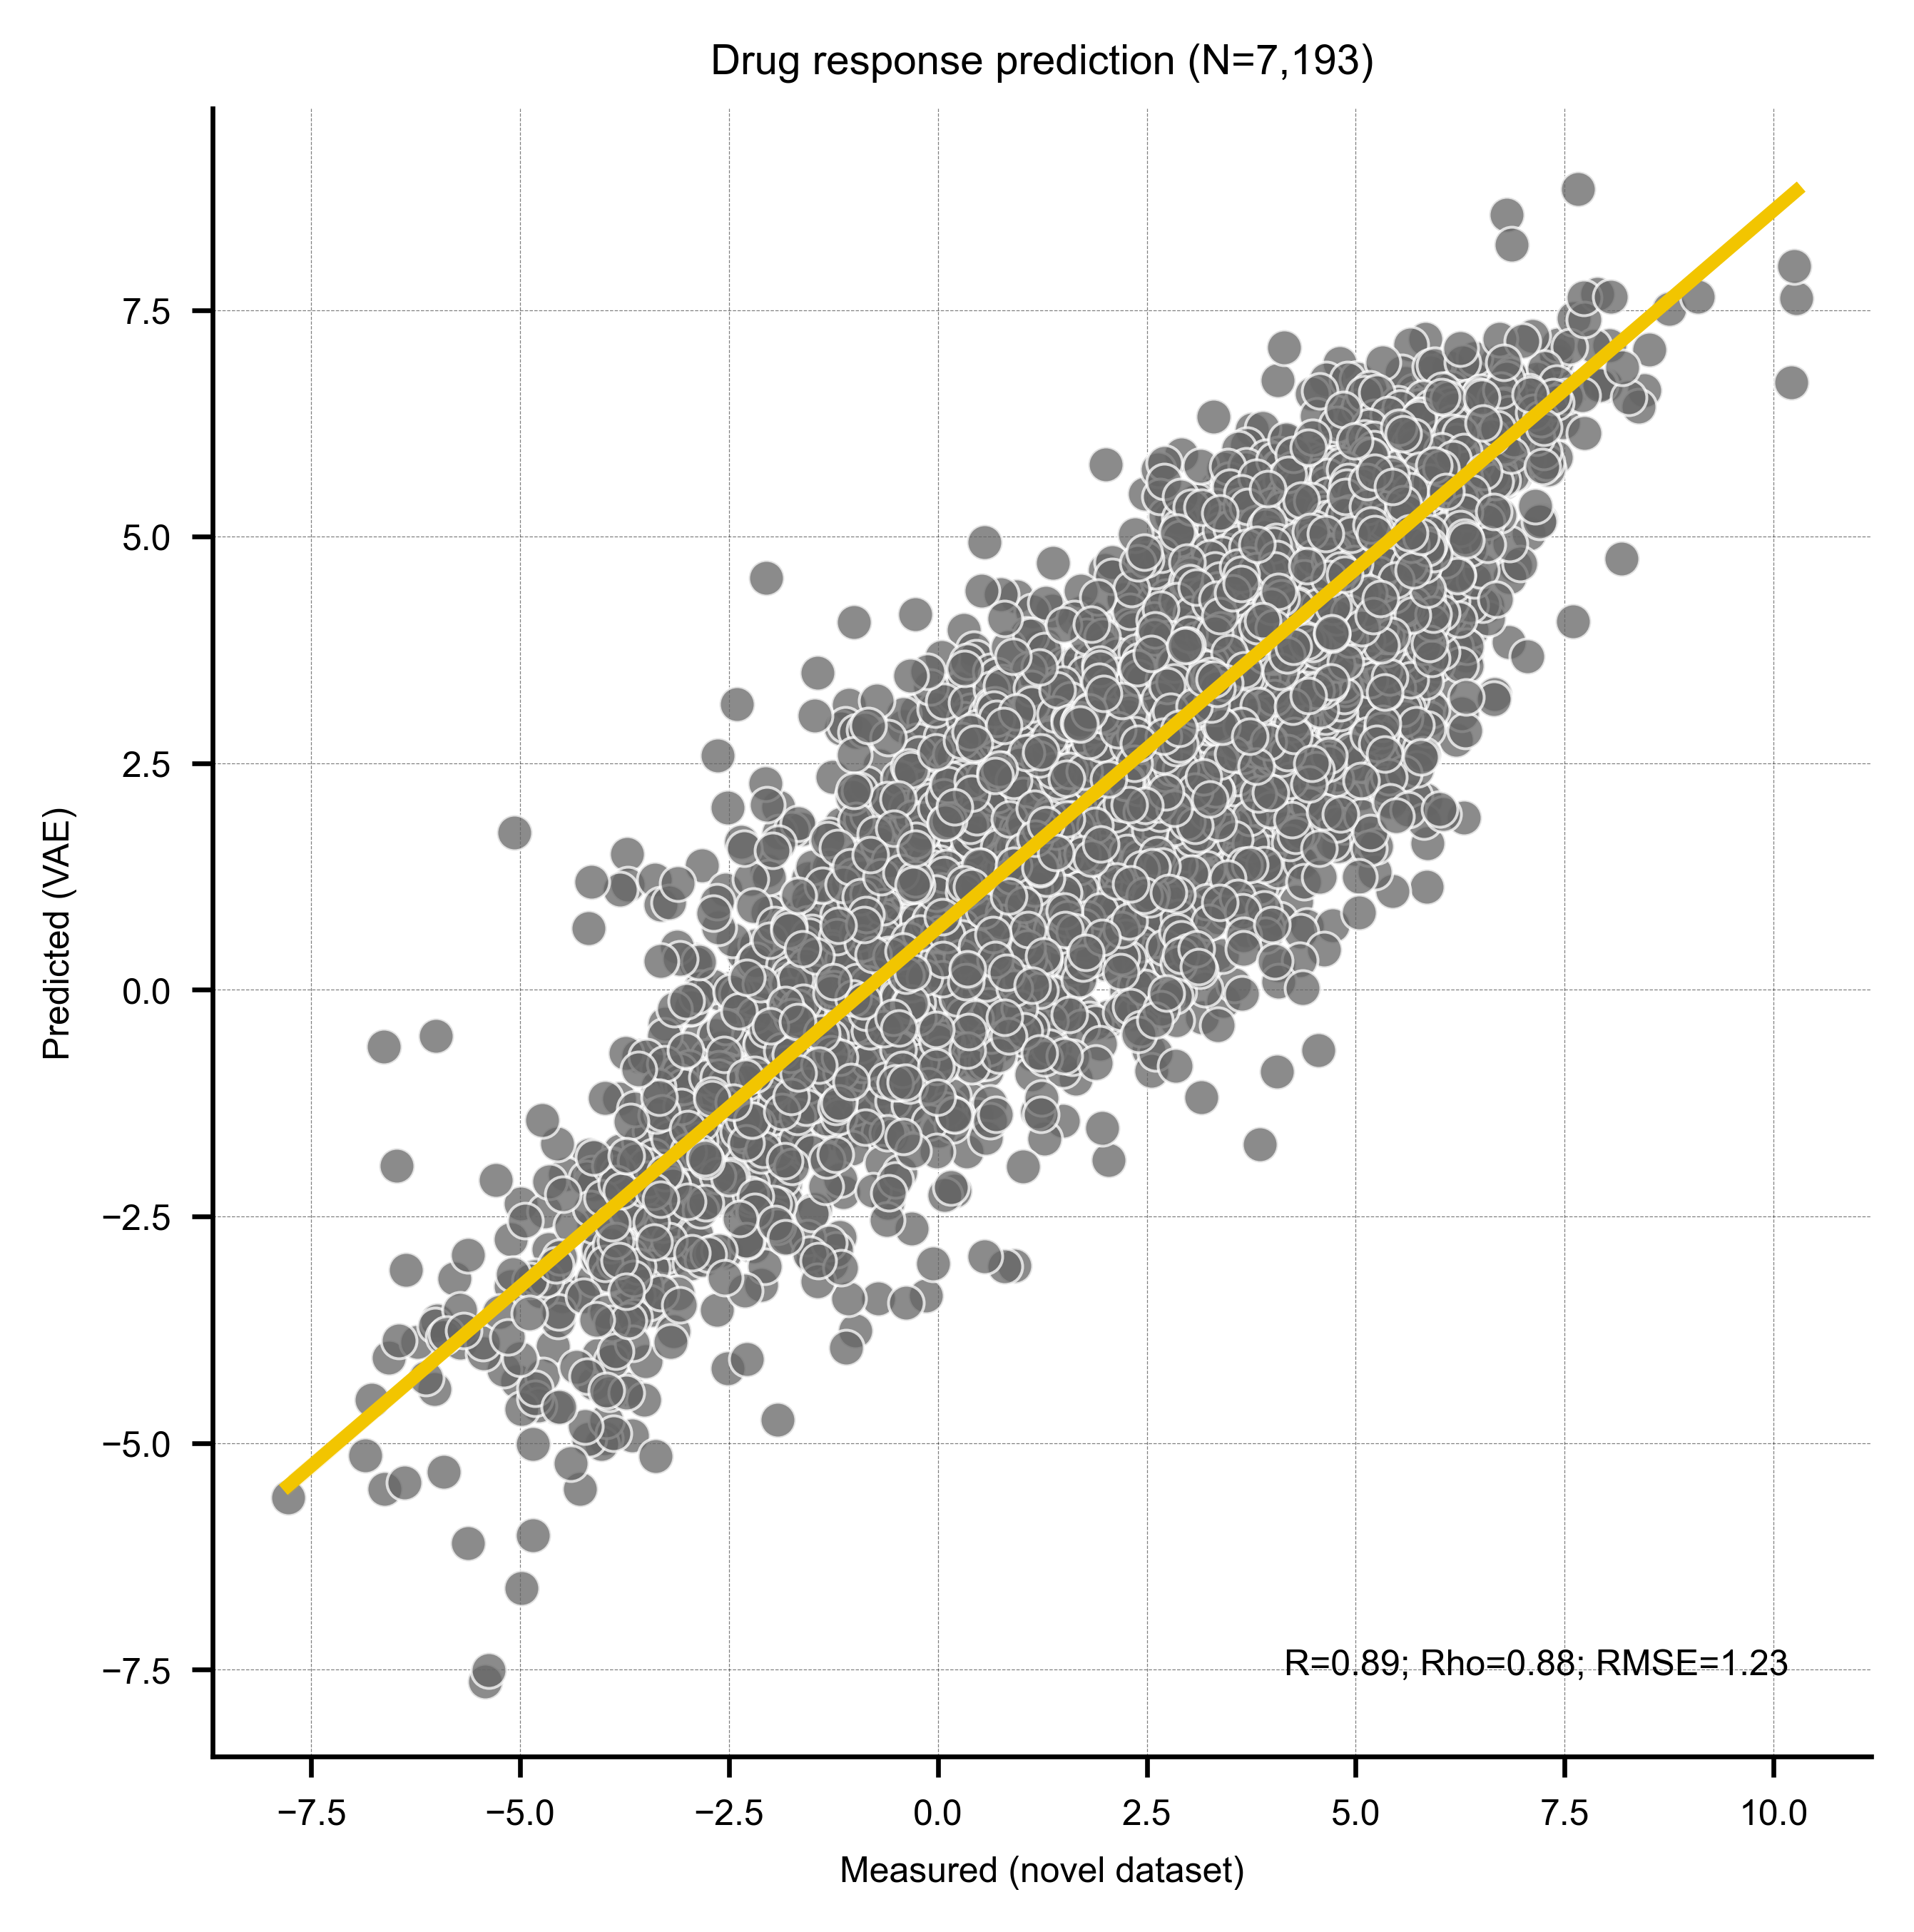 Drug response prediction (N=7,193)
7.5
5.0
2.5
0.0
−2.5
−5.0
−7.5
Predicted (VAE)
R=0.89; Rho=0.88; RMSE=1.23
−7.5 −5.0 −2.5 0.0 2.5 5.0 7.5 10.0
Measured (novel dataset)